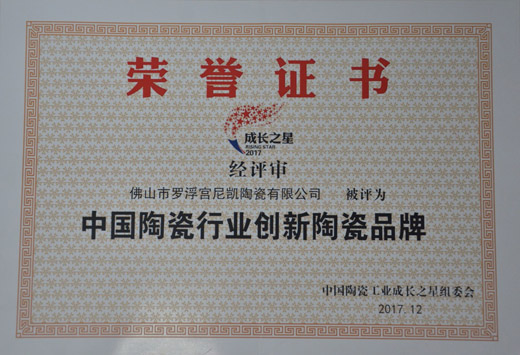 荣誉证书
成长之星
RISING STAR
2017
经评审
佛山市罗浮宫尼凯陶瓷有限公司 被评为
中国陶瓷行业创新陶瓷品牌
中国陶瓷工业成长之星组委会
2017.12